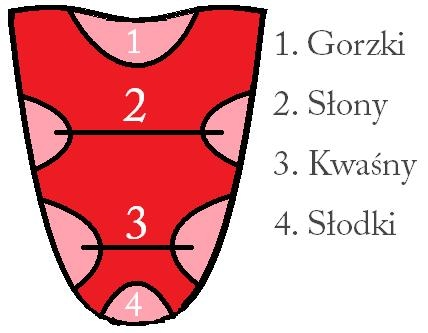 1
2
3
4
1. Gorzki
2. Słony
3. Kwaśny
4. Słodki